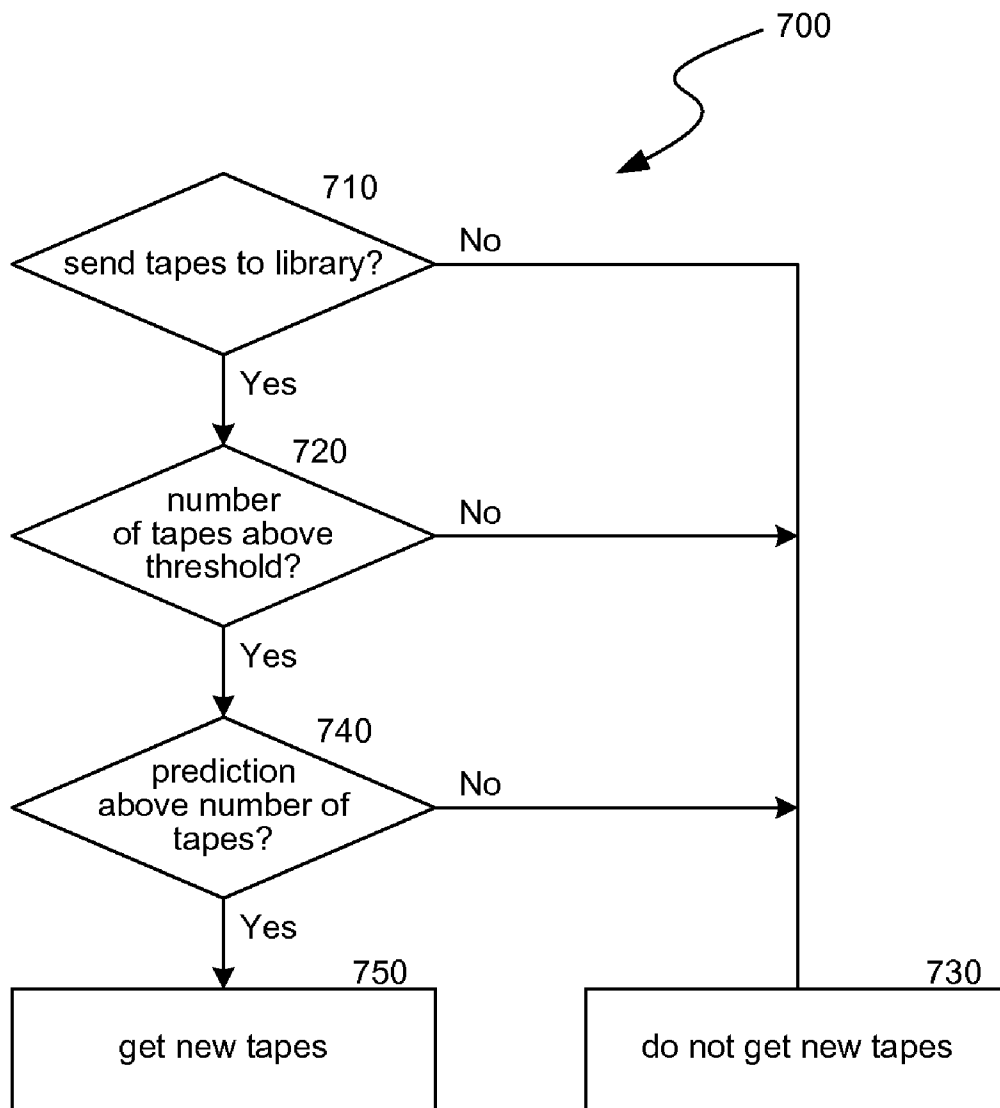 700
710
send tapes to library?
No
Yes
720
number
of tapes above
threshold?
No
Yes
740
prediction
above number of
tapes?
No
Yes
750
get new tapes
730
do not get new tapes